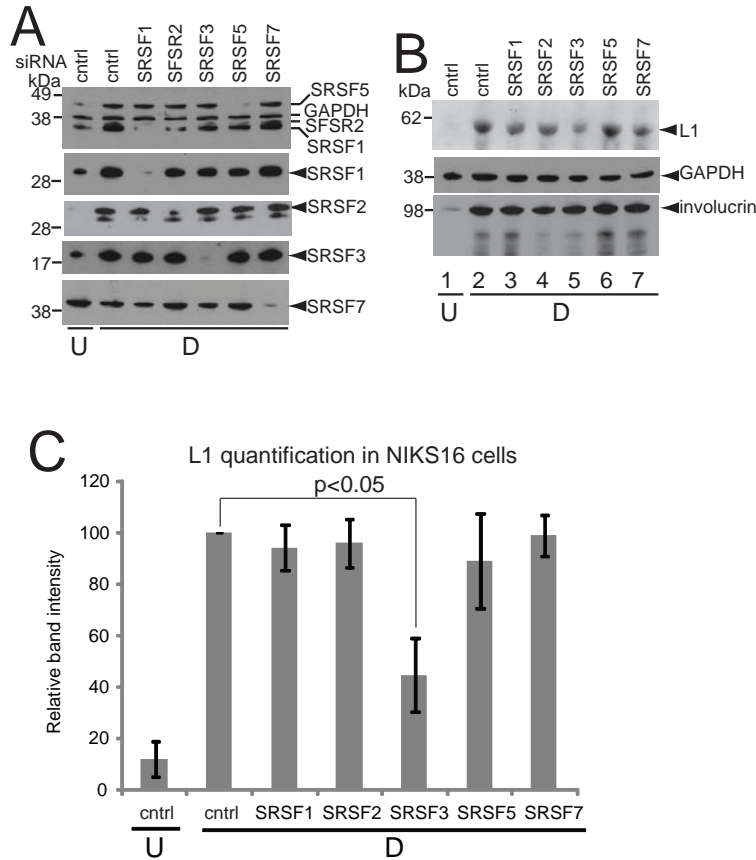 A
siRNA
kDa
cntrl
cntrl
SRSF1
SFSR2
SRSF3
SRSF5
SRSF7
49
38
SRSF5
GAPDH
SFSR2
SRSF1
28
SRSF1
28
SRSF2
17
SRSF3
38
SRSF7
U
D
B
kDa
cntrl
cntrl
SRSF1
SRSF2
SRSF3
SRSF5
SRSF7
62
L1
38
GAPDH
98
involucrin
1 2 3 4 5 6 7
U
D
C
L1 quantification in NIKS16 cells
p<0.05
Relative band intensity
120
100
80
60
40
20
0
cntrl cntrl SRSF1 SRSF2 SRSF3 SRSF5 SRSF7
U D